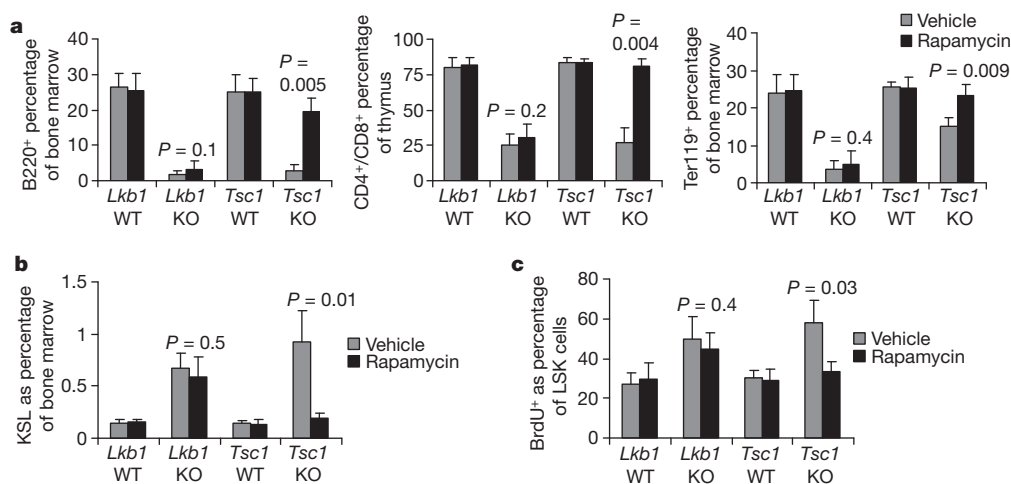 a
B220⁺ percentage
of bone marrow
40
30
20
10
0
P = 0.1
P =
0.005
Lkb1 Lkb1 Tsc1 Tsc1
WT KO WT KO
CD4⁺/CD8⁺ percentage
of thymus
100
75
50
25
0
P = 0.2
P =
0.004
Lkb1 Lkb1 Tsc1 Tsc1
WT KO WT KO
Vehicle
Rapamycin
Ter119⁺ percentage
of bone marrow
40
30
20
10
0
P = 0.4
P = 0.009
Lkb1 Lkb1 Tsc1 Tsc1
WT KO WT KO
b
KSL as percentage
of bone marrow
1.5
1
0.5
0
P = 0.5
P = 0.01
Vehicle
Rapamycin
Lkb1 Lkb1 Tsc1 Tsc1
WT KO WT KO
c
BrdU⁺ as percentage
of LSK cells
80
60
40
20
0
P = 0.4
P = 0.03
Vehicle
Rapamycin
Lkb1 Lkb1 Tsc1 Tsc1
WT KO WT KO